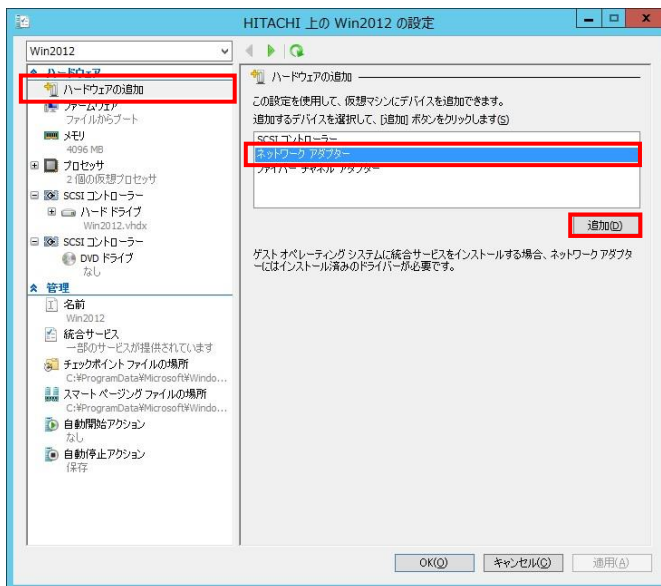 HITACHI 上の Win2012 の設定
Win2012
ハードウェア
ハードウェアの追加
ファームウェア
ファイルからブート
メモリ
4096 MB
プロセッサ
2 個の仮想プロセッサ
SCSI コントローラー
ハード ドライブ
Win2012.vhdx
SCSI コントローラー
DVD ドライブ
なし
管理
名前
Win2012
統合サービス
一部のサービスが提供されています
チェックポイント ファイルの場所
C:¥ProgramData¥Microsoft¥Windo...
スマート ページング ファイルの場所
C:¥ProgramData¥Microsoft¥Windo...
自動開始アクション
なし
自動停止アクション
保存
ハードウェアの追加
この設定を使用して、仮想マシンにデバイスを追加できます。
追加するデバイスを選択して、[追加] ボタンをクリックします(S)
SCSI コントローラー
ネットワーク アダプター
ファイバー チャネル アダプター
追加(D)
ゲスト オペレーティング システムに統合サービスをインストールする場合、ネットワーク アダプタ
ーにはインストール済みのドライバーが必要です。
OK(O)
キャンセル(C)
適用(A)